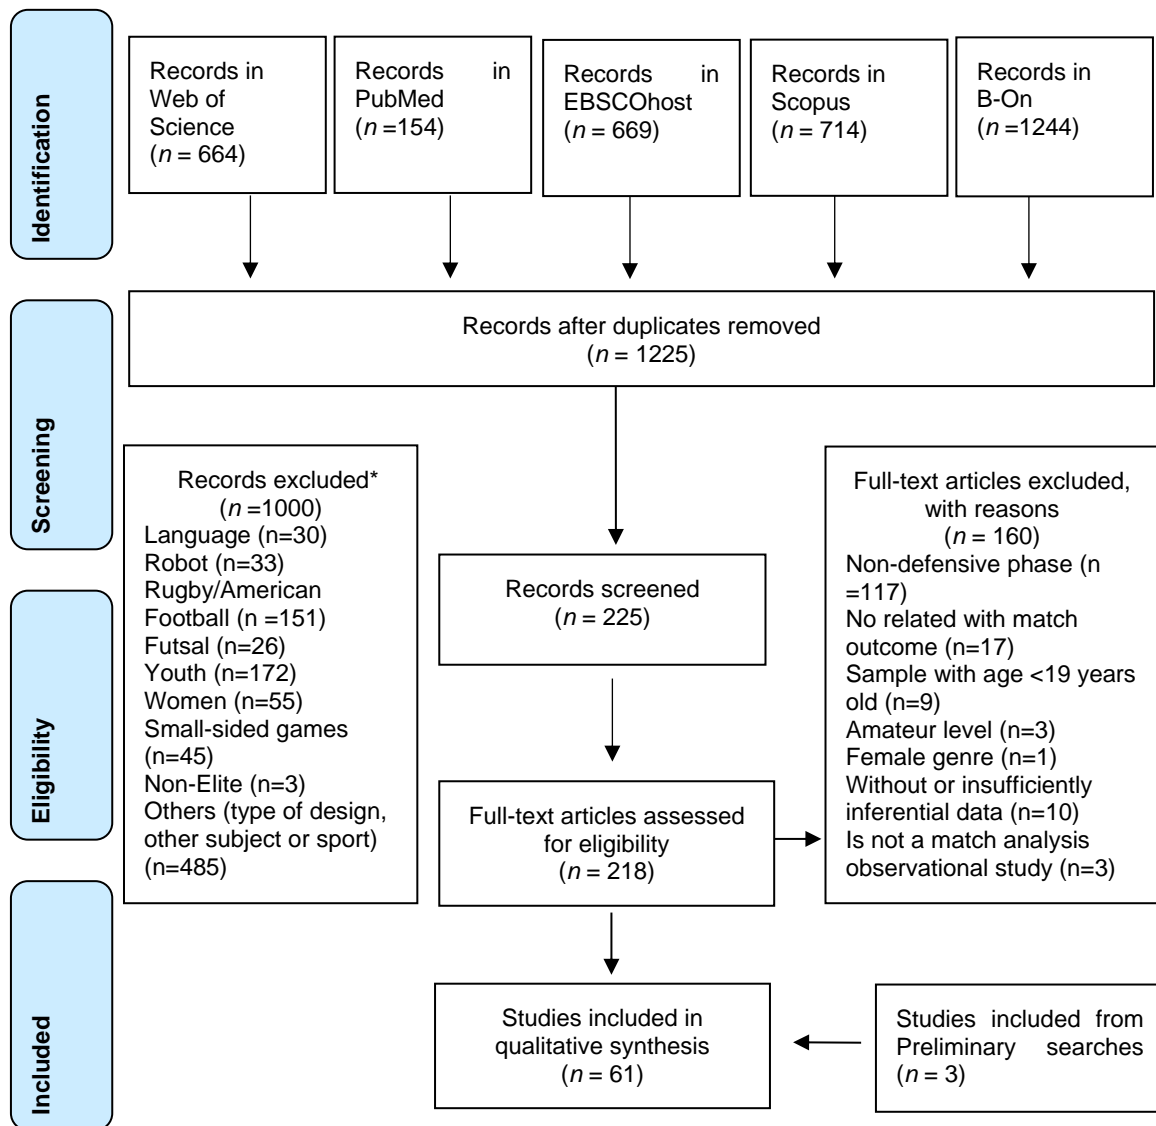 Identification
Records in
Web of
Science
(n = 664)
Records in
PubMed
(n =154)
Records in
EBSCOhost
(n = 669)
Records in
Scopus
(n = 714)
Records in
B-On
(n =1244)
Records after duplicates removed
(n = 1225)
Screening
Records excluded*
(n =1000)
Language (n=30)
Robot (n=33)
Rugby/American
Football (n =151)
Futsal (n=26)
Youth (n=172)
Women (n=55)
Small-sided games
(n=45)
Non-Elite (n=3)
Others (type of design,
other subject or sport)
(n=485)
Records screened
(n = 225)
Full-text articles excluded,
with reasons
(n = 160)
Non-defensive phase (n
=117)
No related with match
outcome (n=17)
Sample with age <19 years
old (n=9)
Amateur level (n=3)
Female genre (n=1)
Without or insufficiently
inferential data (n=10)
Is not a match analysis
observational study (n=3)
Eligibility
Full-text articles assessed
for eligibility
(n = 218)
Included
Studies included in
qualitative synthesis
(n = 61)
Studies included from
Preliminary searches
(n = 3)